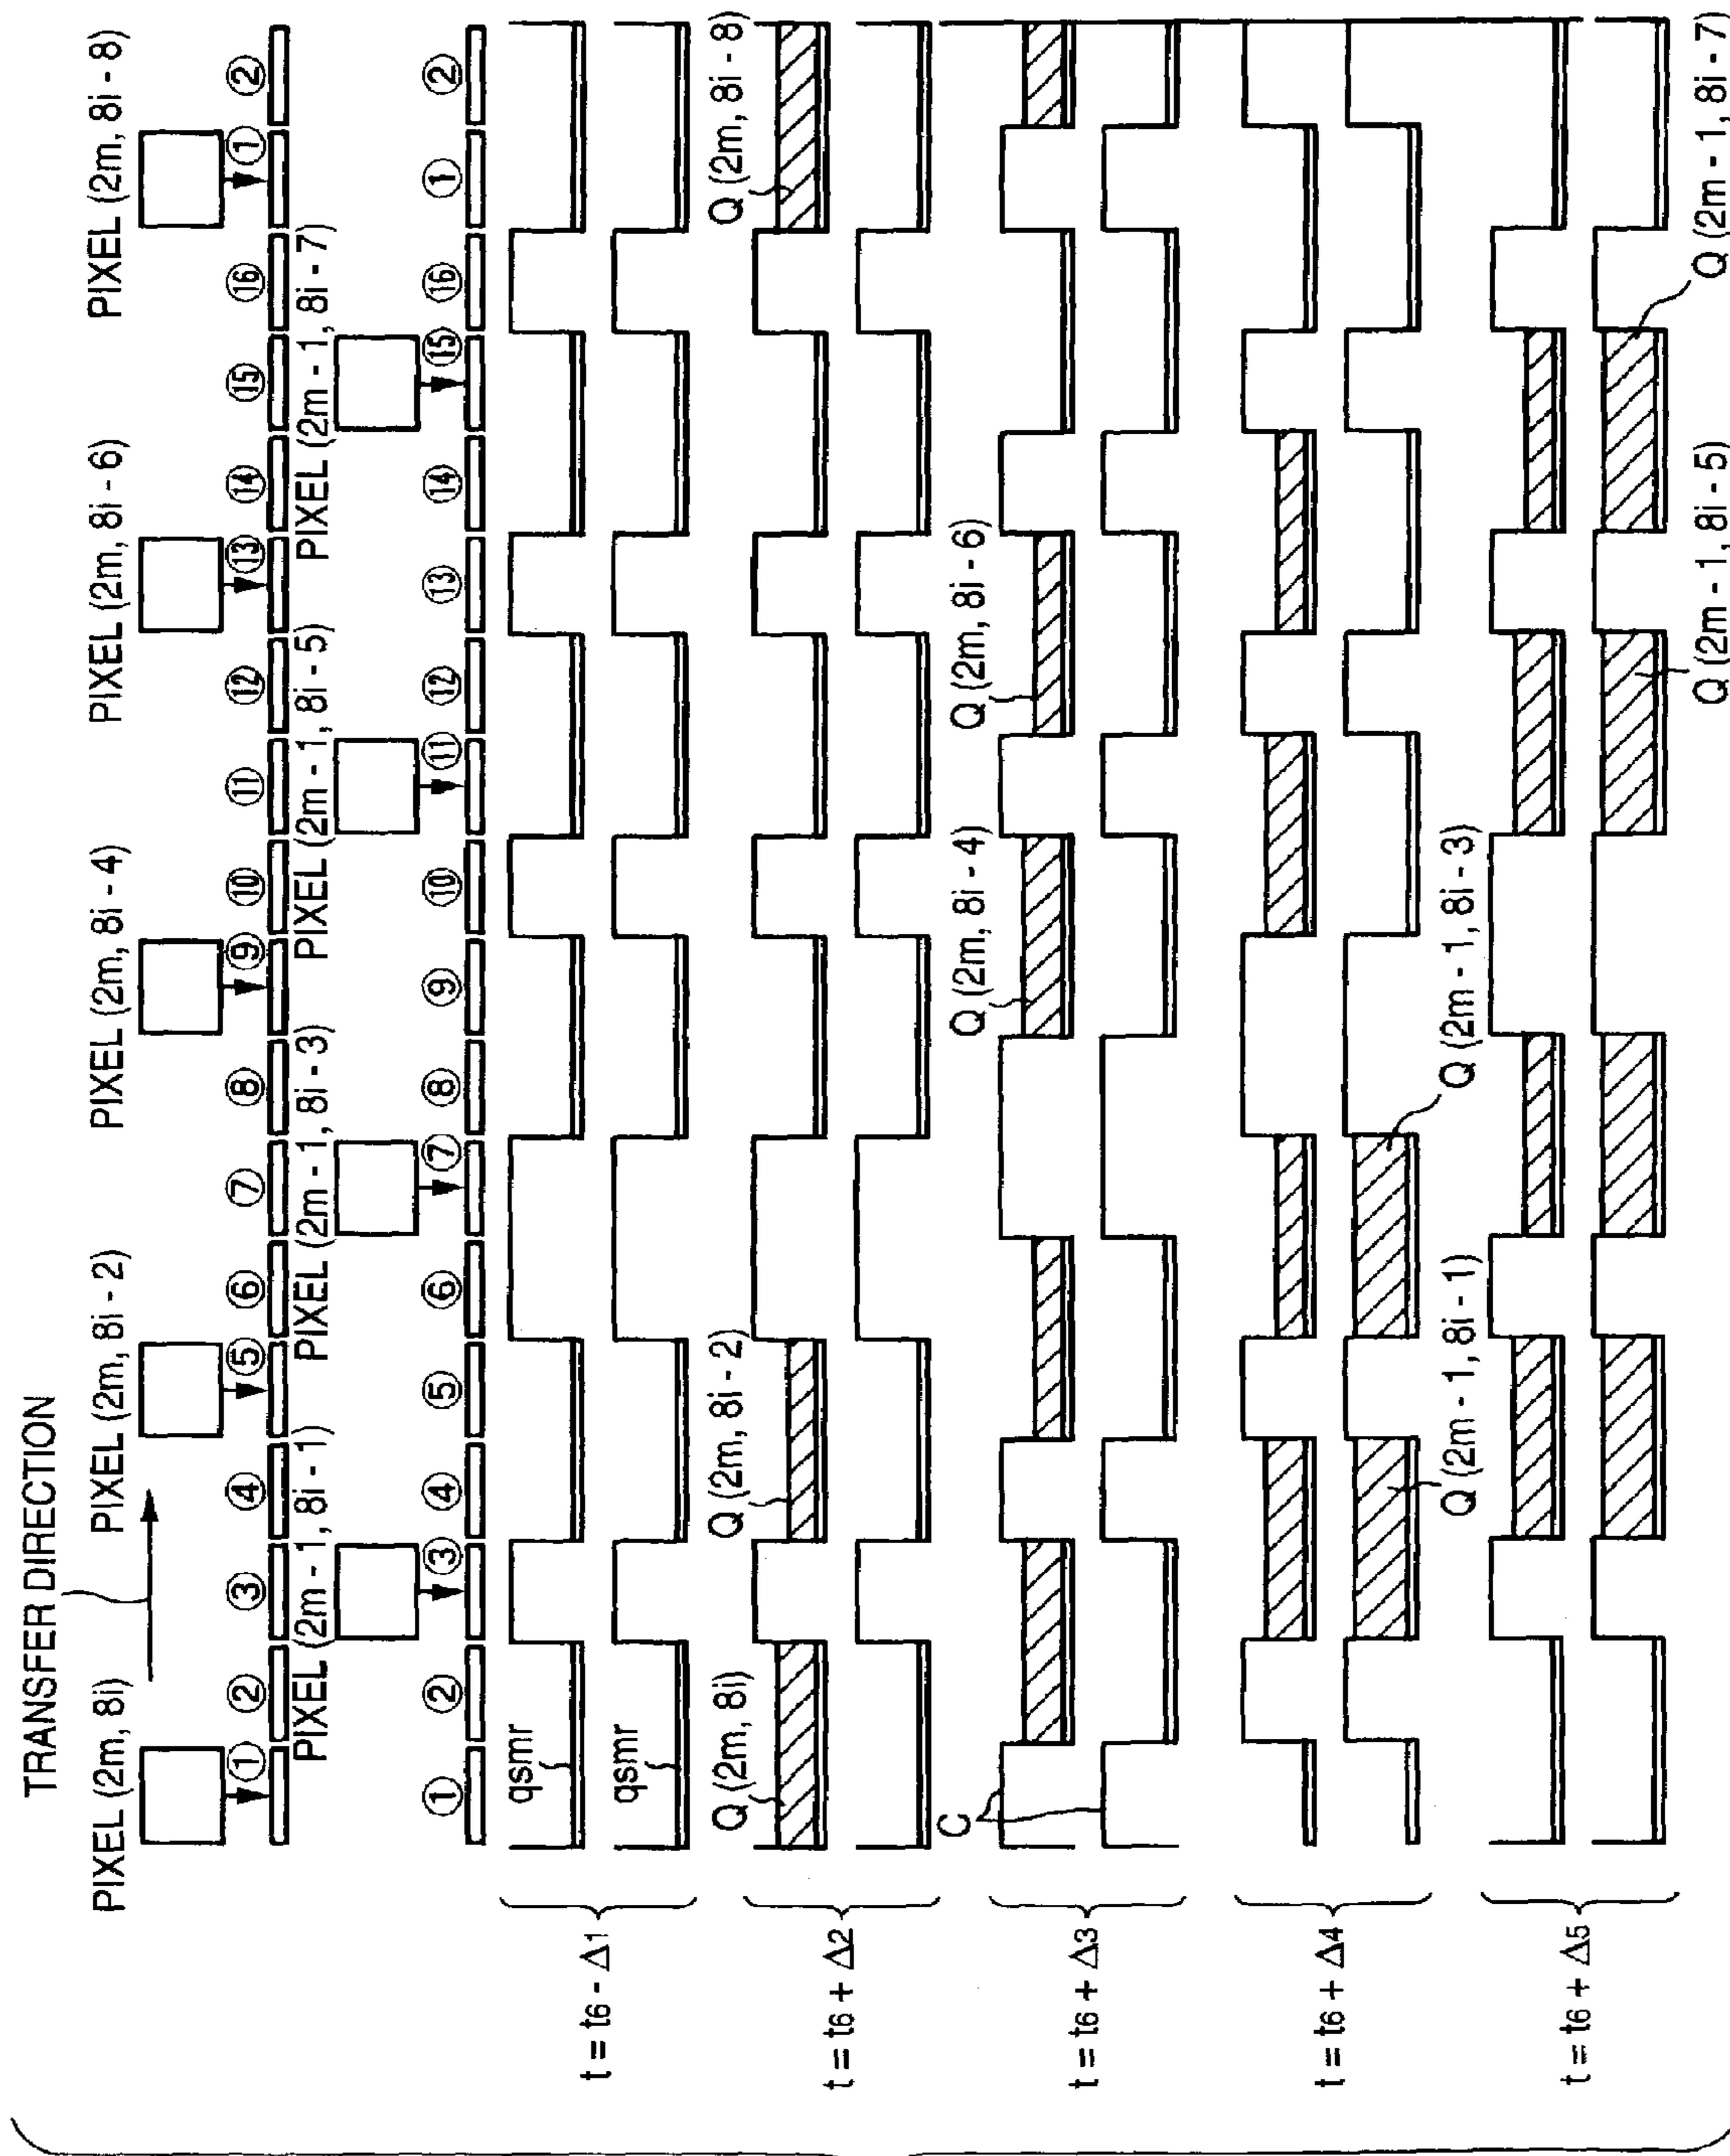 TRANSFER DIRECTION
PIXEL (2m, 8i) PIXEL (2m, 8i - 2) PIXEL (2m, 8i - 4) PIXEL (2m, 8i - 6) PIXEL (2m, 8i - 8)
① ② ③ ④ ⑤ ⑥ ⑦ ⑧ ⑨ ⑩ ⑪ ⑫ ⑬ ⑭ ⑮ ⑯ ① ②
PIXEL (2m - 1, 8i - 1) PIXEL (2m - 1, 8i - 3) PIXEL (2m - 1, 8i - 5) PIXEL (2m - 1, 8i - 7)
① ② ③ ④ ⑤ ⑥ ⑦ ⑧ ⑨ ⑩ ⑪ ⑫ ⑬ ⑭ ⑮ ⑯ ① ②
t = t6 - Δ1
qsmr
qsmr
t = t6 + Δ2
Q (2m, 8i) Q (2m, 8i - 2) Q (2m, 8i - 8)
t = t6 + Δ3
C Q (2m, 8i - 4) Q (2m, 8i - 6)
t = t6 + Δ4
Q (2m - 1, 8i - 1) Q (2m - 1, 8i - 3)
t = t6 + Δ5
Q (2m - 1, 8i - 5) Q (2m - 1, 8i - 7)